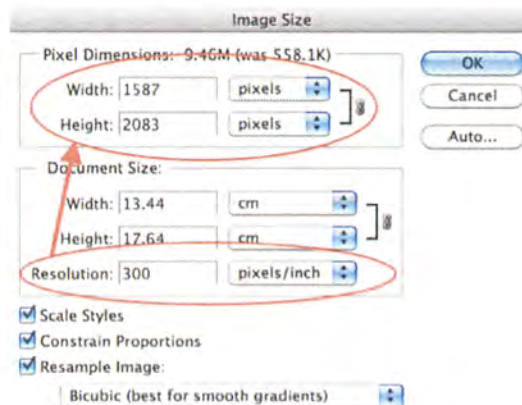 Image Size
Pixel Dimensions: 9.46M (was 558.1K)
Width: 1587 pixels
Height: 2083 pixels
OK
Cancel
Auto...
Document Size:
Width: 13.44 cm
Height: 17.64 cm
Resolution: 300 pixels/inch
Scale Styles
Constrain Proportions
Resample Image:
Bicubic (best for smooth gradients)